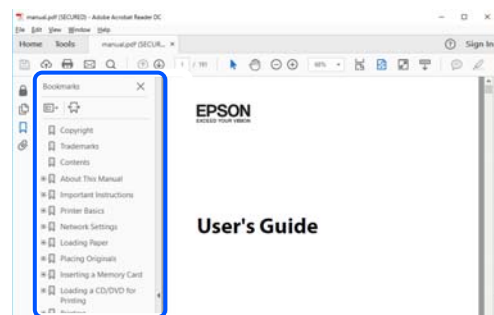 manual.pdf (SECURED) - Adobe Acrobat Reader DC
File Edit View Window Help
Home Tools manual.pdf (SECUR... × Sign In
1 / 191
Bookmarks
EPSON
EXCEED YOUR VISION
Copyright
Trademarks
Contents
About This Manual
Important Instructions
Printer Basics
Network Settings
User's Guide
Loading Paper
Placing Originals
Inserting a Memory Card
Loading a CD/DVD for
Printing
Printing